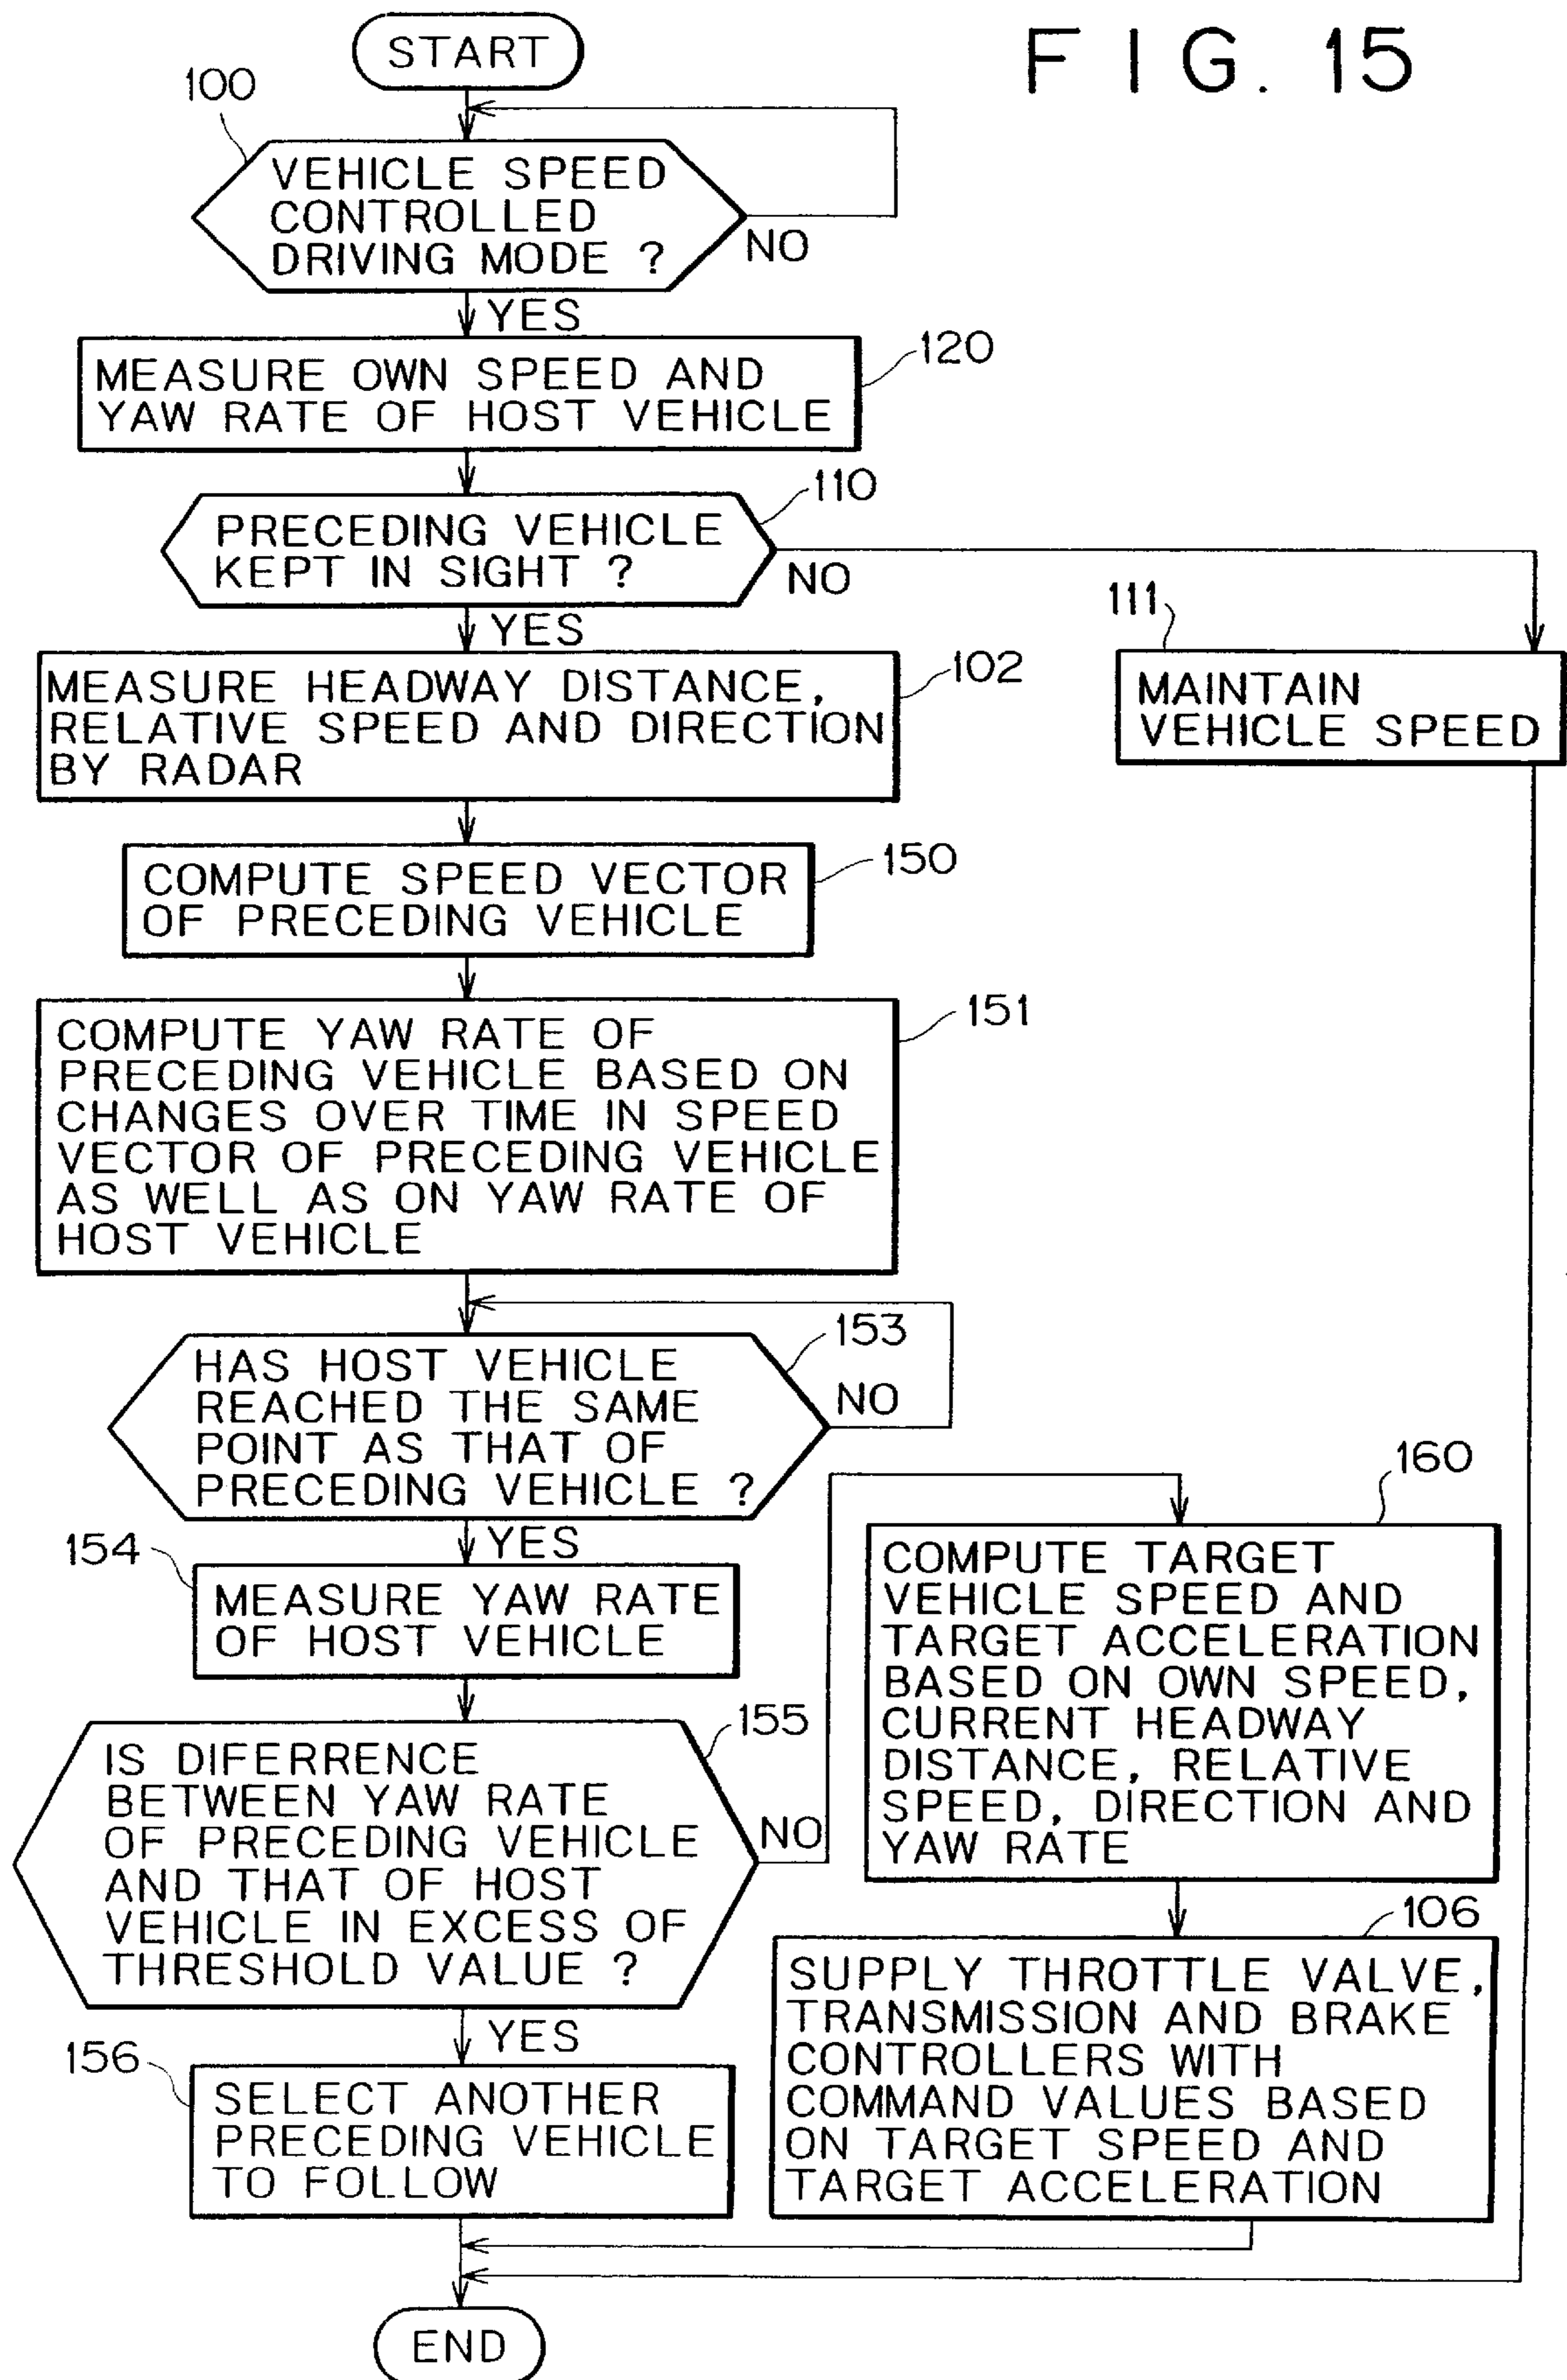 F I G. 15
START
100
VEHICLE SPEED
CONTROLLED
DRIVING MODE ?
NO
YES
120
MEASURE OWN SPEED AND
YAW RATE OF HOST VEHICLE
110
PRECEDING VEHICLE
KEPT IN SIGHT ?
NO
YES
111
MAINTAIN
VEHICLE SPEED
102
MEASURE HEADWAY DISTANCE,
RELATIVE SPEED AND DIRECTION
BY RADAR
150
COMPUTE SPEED VECTOR
OF PRECEDING VEHICLE
151
COMPUTE YAW RATE OF
PRECEDING VEHICLE BASED ON
CHANGES OVER TIME IN SPEED
VECTOR OF PRECEDING VEHICLE
AS WELL AS ON YAW RATE OF
HOST VEHICLE
153
HAS HOST VEHICLE
REACHED THE SAME
POINT AS THAT OF
PRECEDING VEHICLE ?
NO
YES
154
MEASURE YAW RATE
OF HOST VEHICLE
155
IS DIFERRENCE
BETWEEN YAW RATE
OF PRECEDING VEHICLE
AND THAT OF HOST
VEHICLE IN EXCESS OF
THRESHOLD VALUE ?
NO
YES
156
SELECT ANOTHER
PRECEDING VEHICLE
TO FOLLOW
160
COMPUTE TARGET
VEHICLE SPEED AND
TARGET ACCELERATION
BASED ON OWN SPEED,
CURRENT HEADWAY
DISTANCE, RELATIVE
SPEED, DIRECTION AND
YAW RATE
106
SUPPLY THROTTLE VALVE,
TRANSMISSION AND BRAKE
CONTROLLERS WITH
COMMAND VALUES BASED
ON TARGET SPEED AND
TARGET ACCELERATION
END